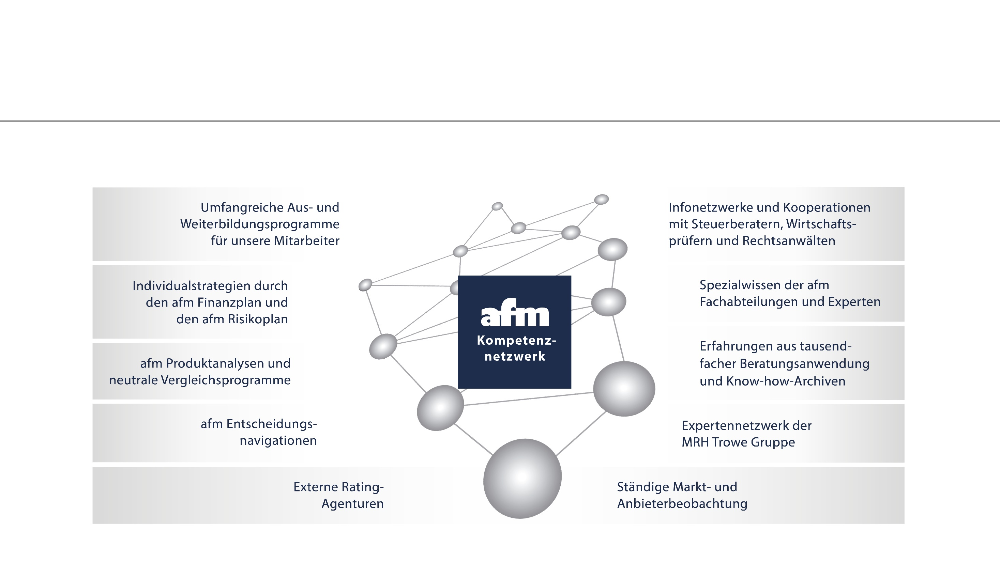 Umfangreiche Aus- und
Weiterbildungsprogramme
für unsere Mitarbeiter
Individualstrategien durch
den afm Finanzplan und
den afm Risikoplan
afm Produktanalysen und
neutrale Vergleichsprogramme
afm Entscheidungs-
navigationen
Externe Rating-
Agenturen
afm
Kompetenz-
netzwerk
Infonetzwerke und Kooperationen
mit Steuerberatern, Wirtschafts-
prüfern und Rechtsanwälten
Spezialwissen der afm
Fachabteilungen und Experten
Erfahrungen aus tausend-
facher Beratungsanwendung
und Know-how-Archiven
Expertennetzwerk der
MRH Trowe Gruppe
Ständige Markt- und
Anbieterbeobachtung